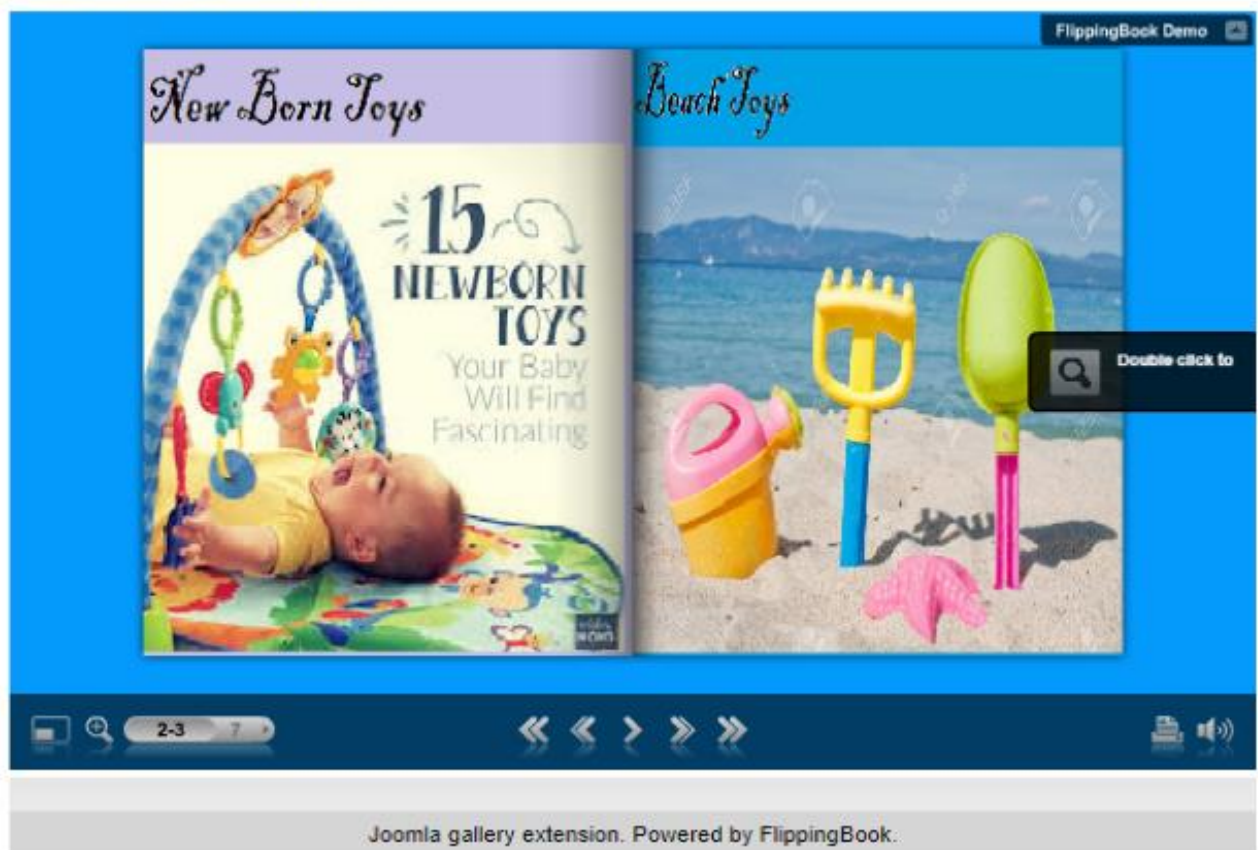 FlippingBook Demo
New Born Toys
15
NEWBORN
TOYS
Your Baby
Will Find
Fascinating
MOMS
Beach Toys
Double click to
2-3
7
Joomla gallery extension. Powered by FlippingBook.